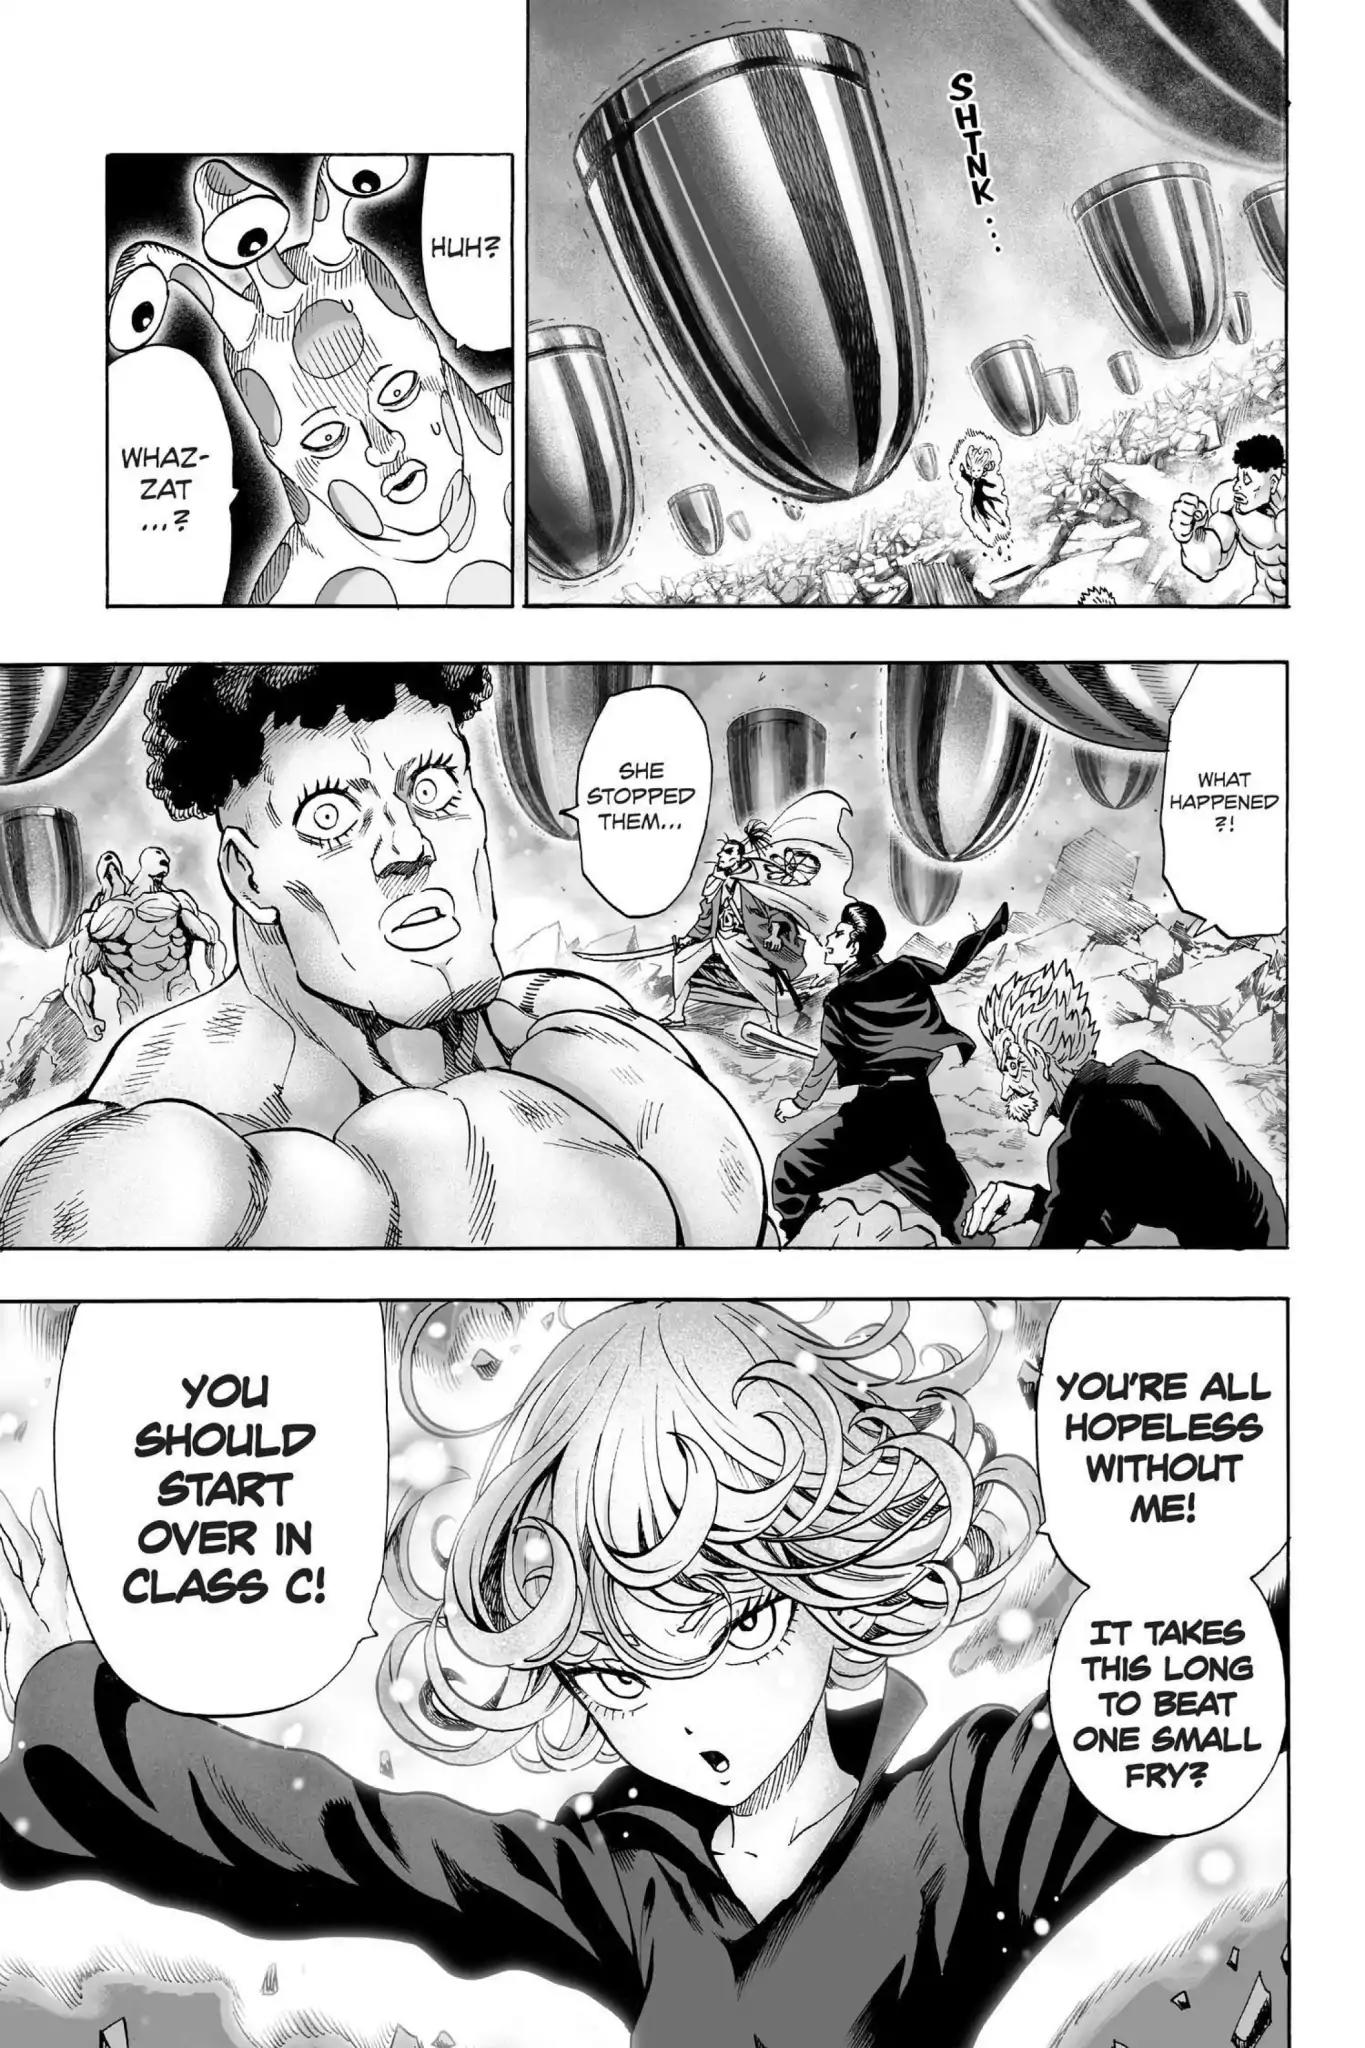 SHTNK...
HUH?
WHAZ-
ZAT
...?
WHAT
HAPPENED
?!
SHE
STOPPED
THEM...
YOU'RE ALL
HOPELESS
WITHOUT
ME!
IT TAKES
THIS LONG
TO BEAT
ONE SMALL
FRY?
YOU
SHOULD
START
OVER IN
CLASS C!